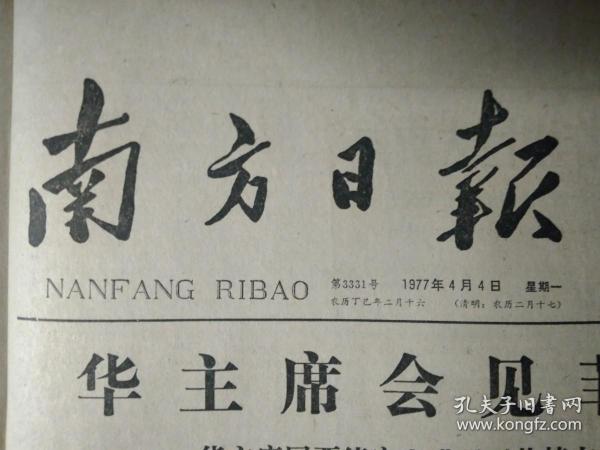 南方日報
NANFANG RIBAO
第3331号 1977年4月4日 星期一
农历丁巳年二月十六 (清明：农历二月十七)
华主席会见
孔夫子旧书网
www.kongfz.com